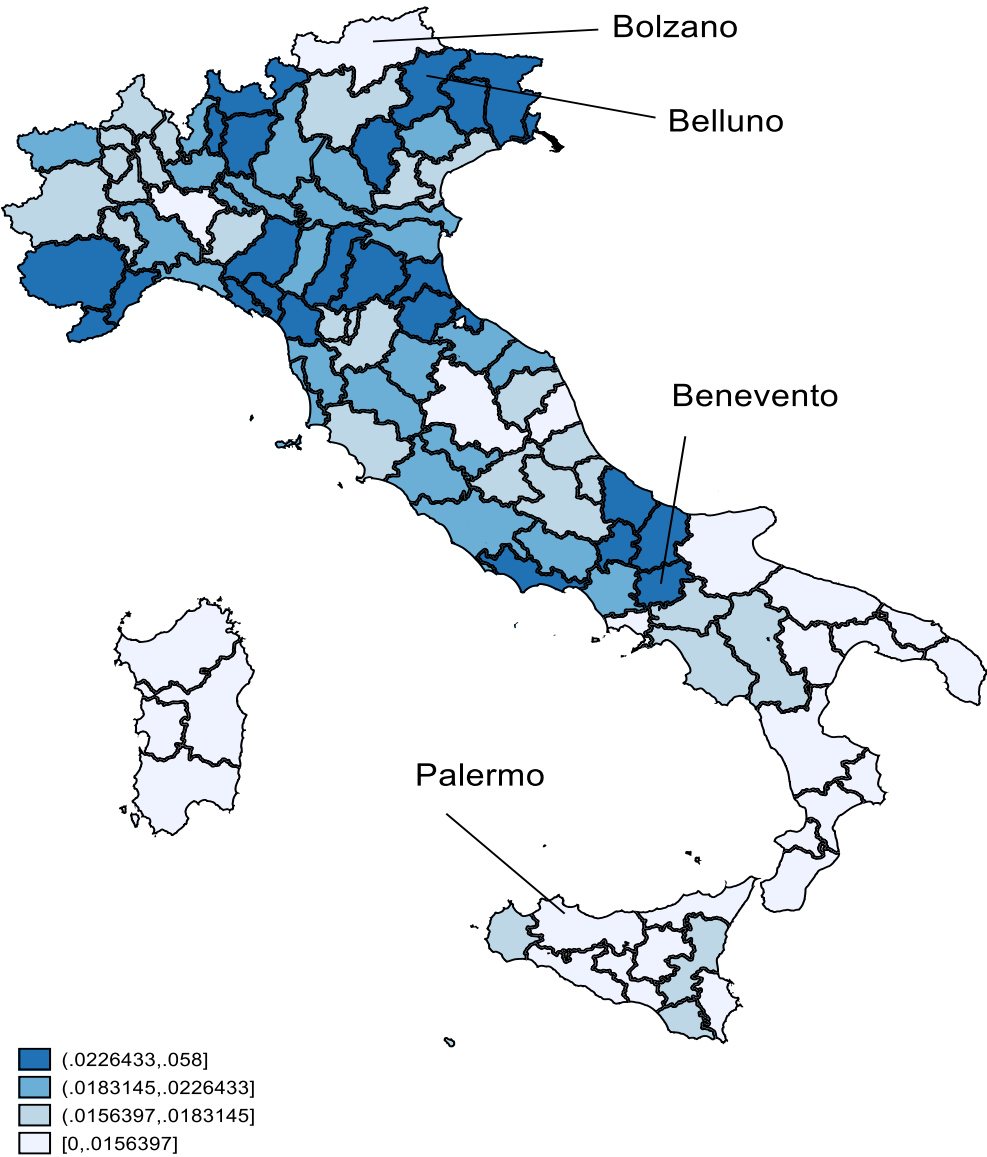 Bolzano
Belluno
Benevento
Palermo
(.0226433,.058]
(.0183145,.0226433]
(.0156397,.0183145]
[0,.0156397]